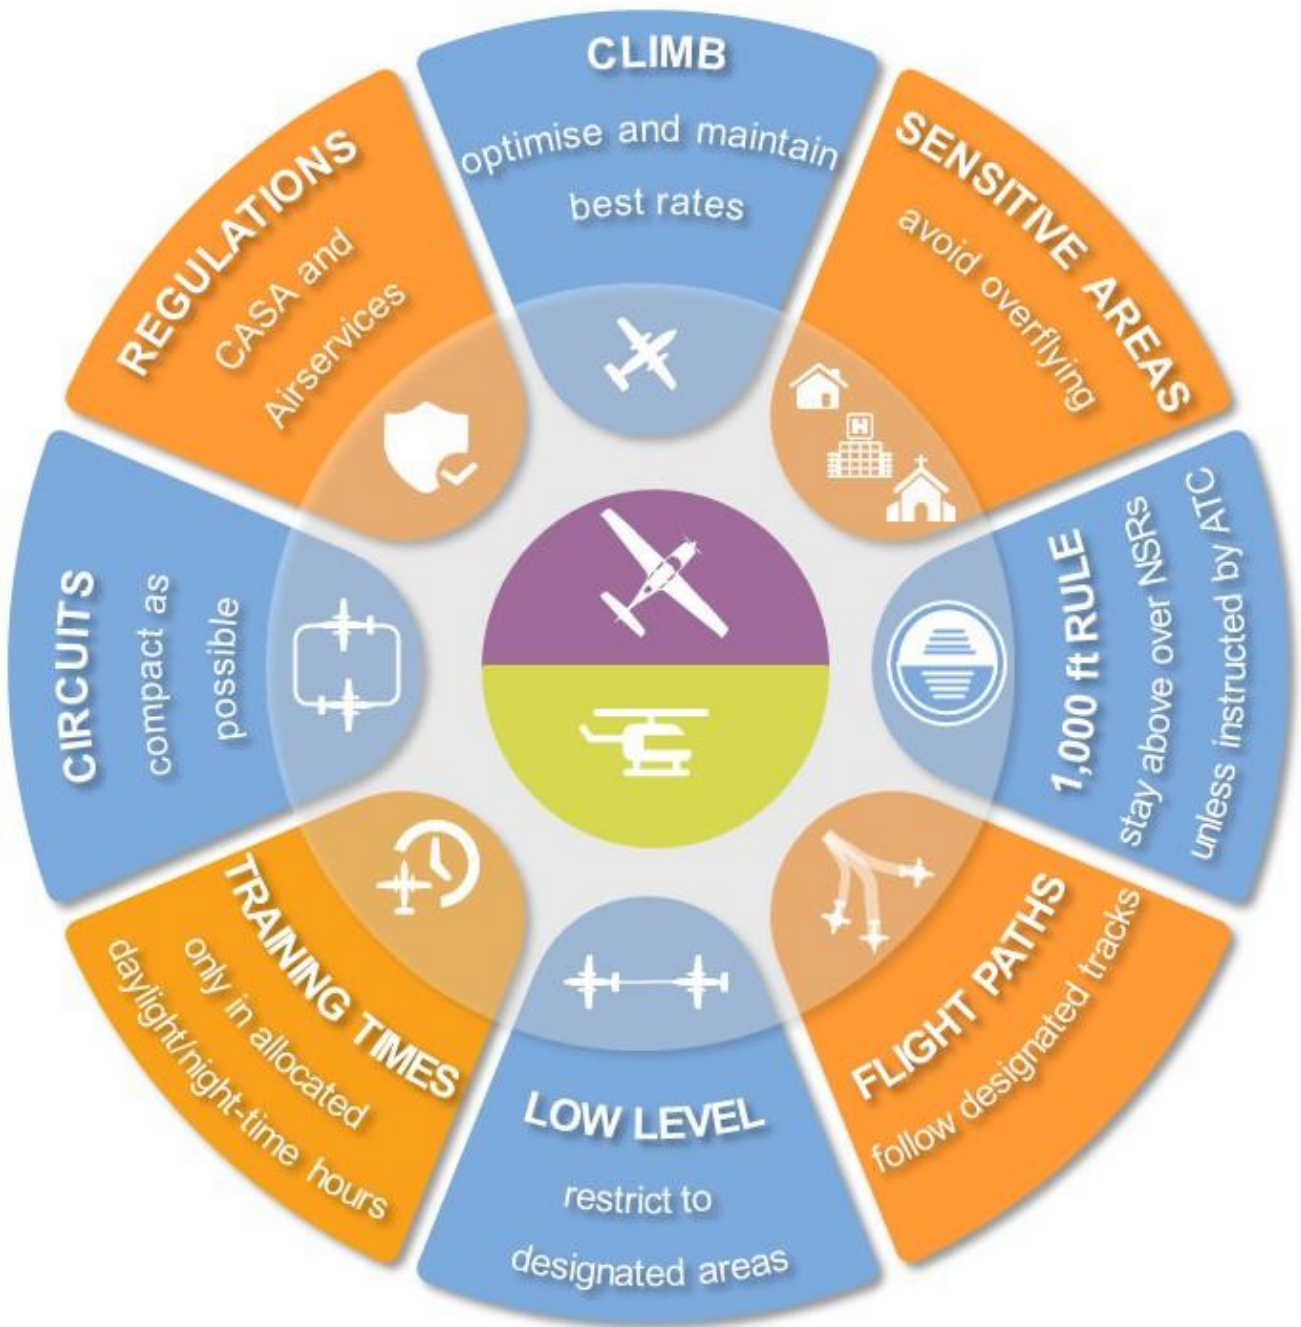 CLIMB
optimise and maintain
best rates
SENSITIVE AREAS
avoid overflying
1,000 ft RULE
stay above over NSRs
unless instructed by ATC
FLIGHT PATHS
follow designated tracks
LOW LEVEL
restrict to
designated areas
TRAINING TIMES
only in allocated
daylight/night-time hours
CIRCUITS
compact as
possible
REGULATIONS
CASA and
Airservices
H